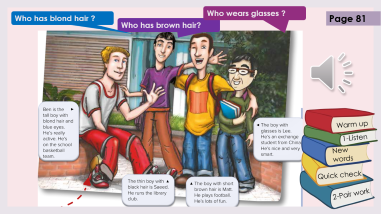 Who has blond hair ?
Who has brown hair?
Who wears glasses ?
Page 81
Ben is the
tall boy with
blond hair and
blue eyes.
He's really
active. He's
on the school
basketball
team.
The thin boy with
black hair is Saeed.
He runs the library
club.
The boy with short
brown hair is Matt.
He plays football.
He's lots of fun.
The boy with
glasses is Lee.
He's an exchange
student from China.
He's nice and very
smart.
Warm up
1-Listen
New
words
Quick check
2-Pair work